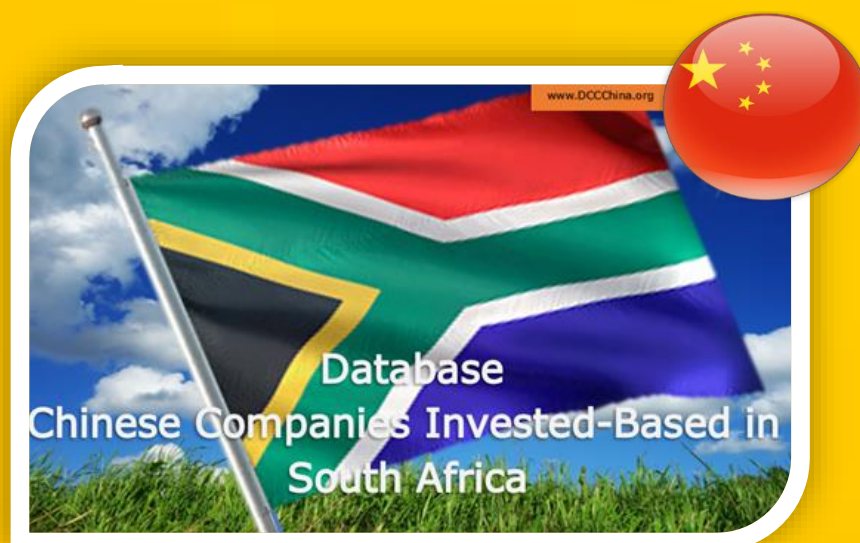 www.DCCChina.org
Database
Chinese Companies Invested-Based in
South Africa